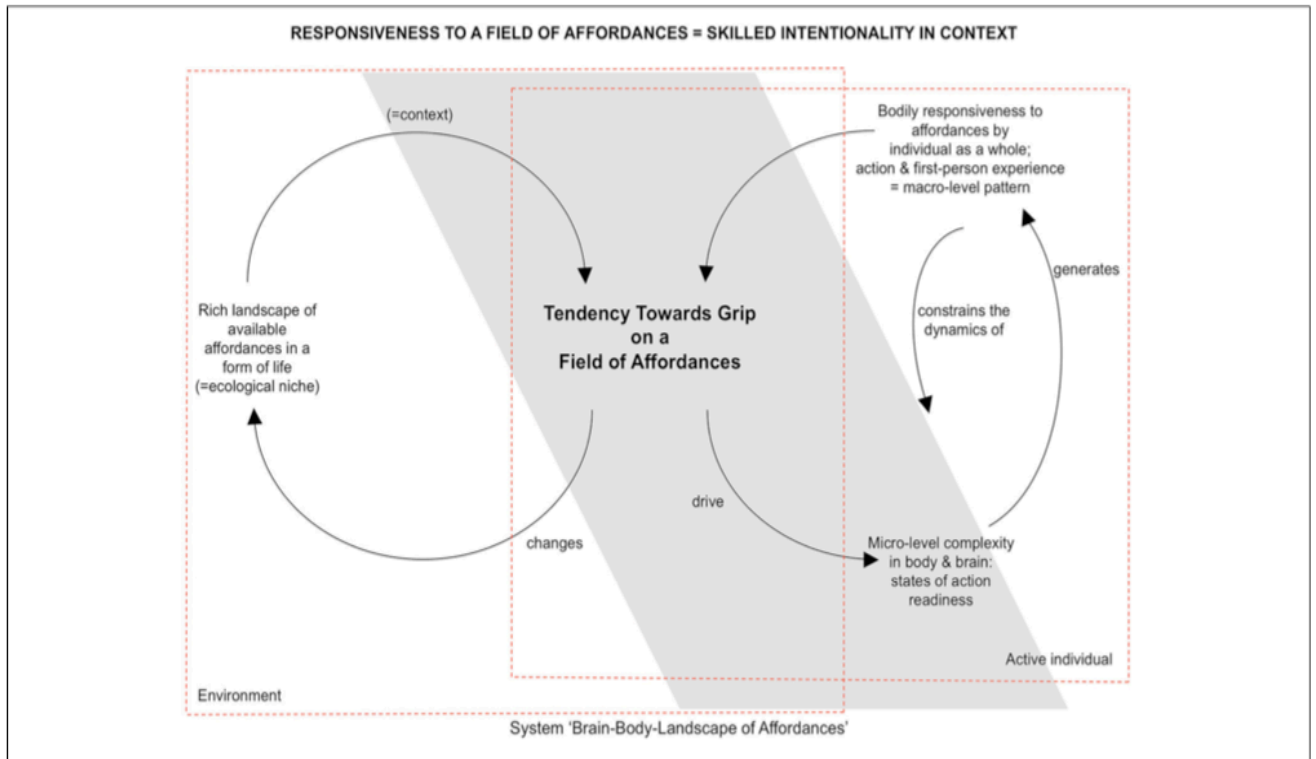 RESPONSIVENESS TO A FIELD OF AFFORDANCES = SKILLED INTENTIONALITY IN CONTEXT
(=context)
Bodily responsiveness to
affordances by
individual as a whole;
action & first-person experience
= macro-level pattern
generates
constrains the
dynamics of
Rich landscape of
available
affordances in a
form of life
(=ecological niche)
Tendency Towards Grip
on a
Field of Affordances
drive
changes
Micro-level complexity
in body & brain:
states of action
readiness
Active individual
Environment
System 'Brain-Body-Landscape of Affordances'